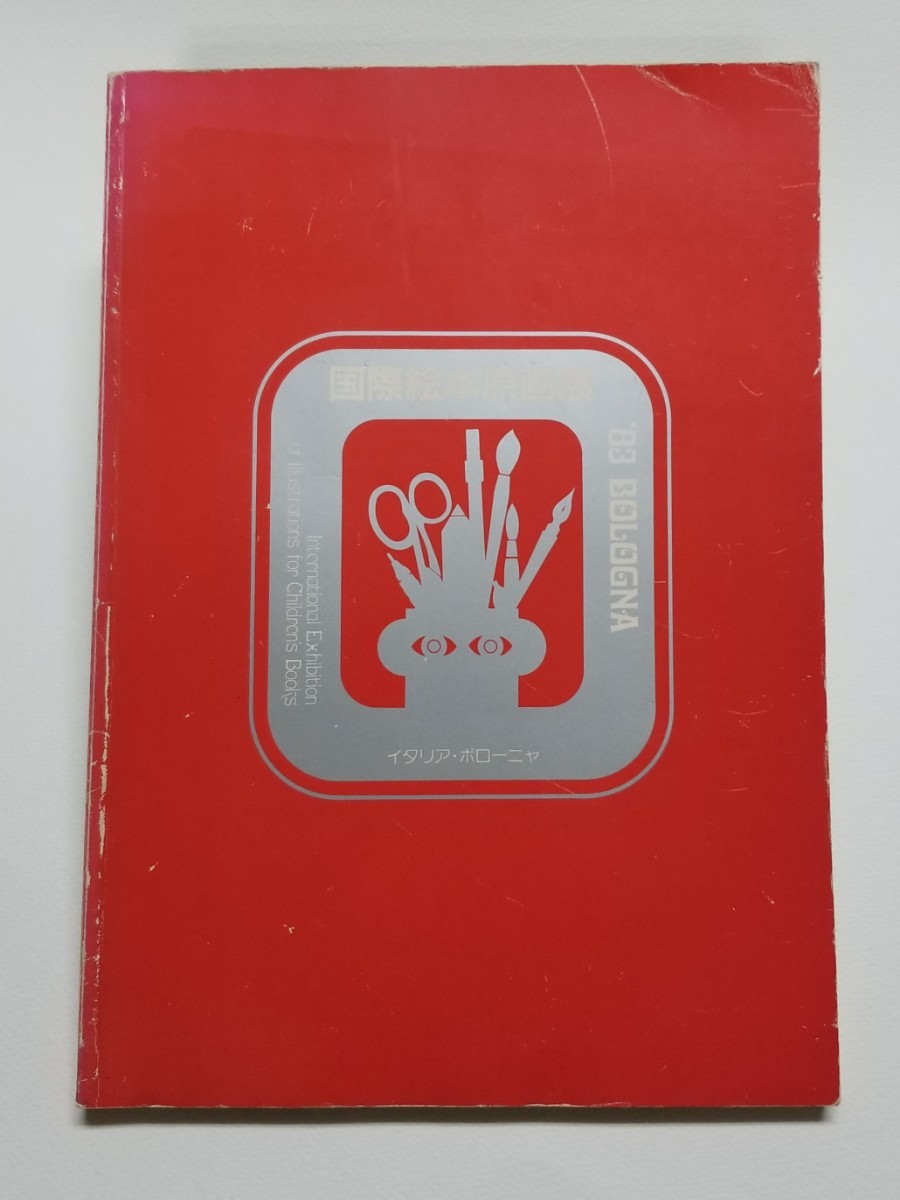 国際絵本原画展
'83 BOLOGNA
International Exhibition
of Illustrations for Children's Books
イタリア・ボローニャ